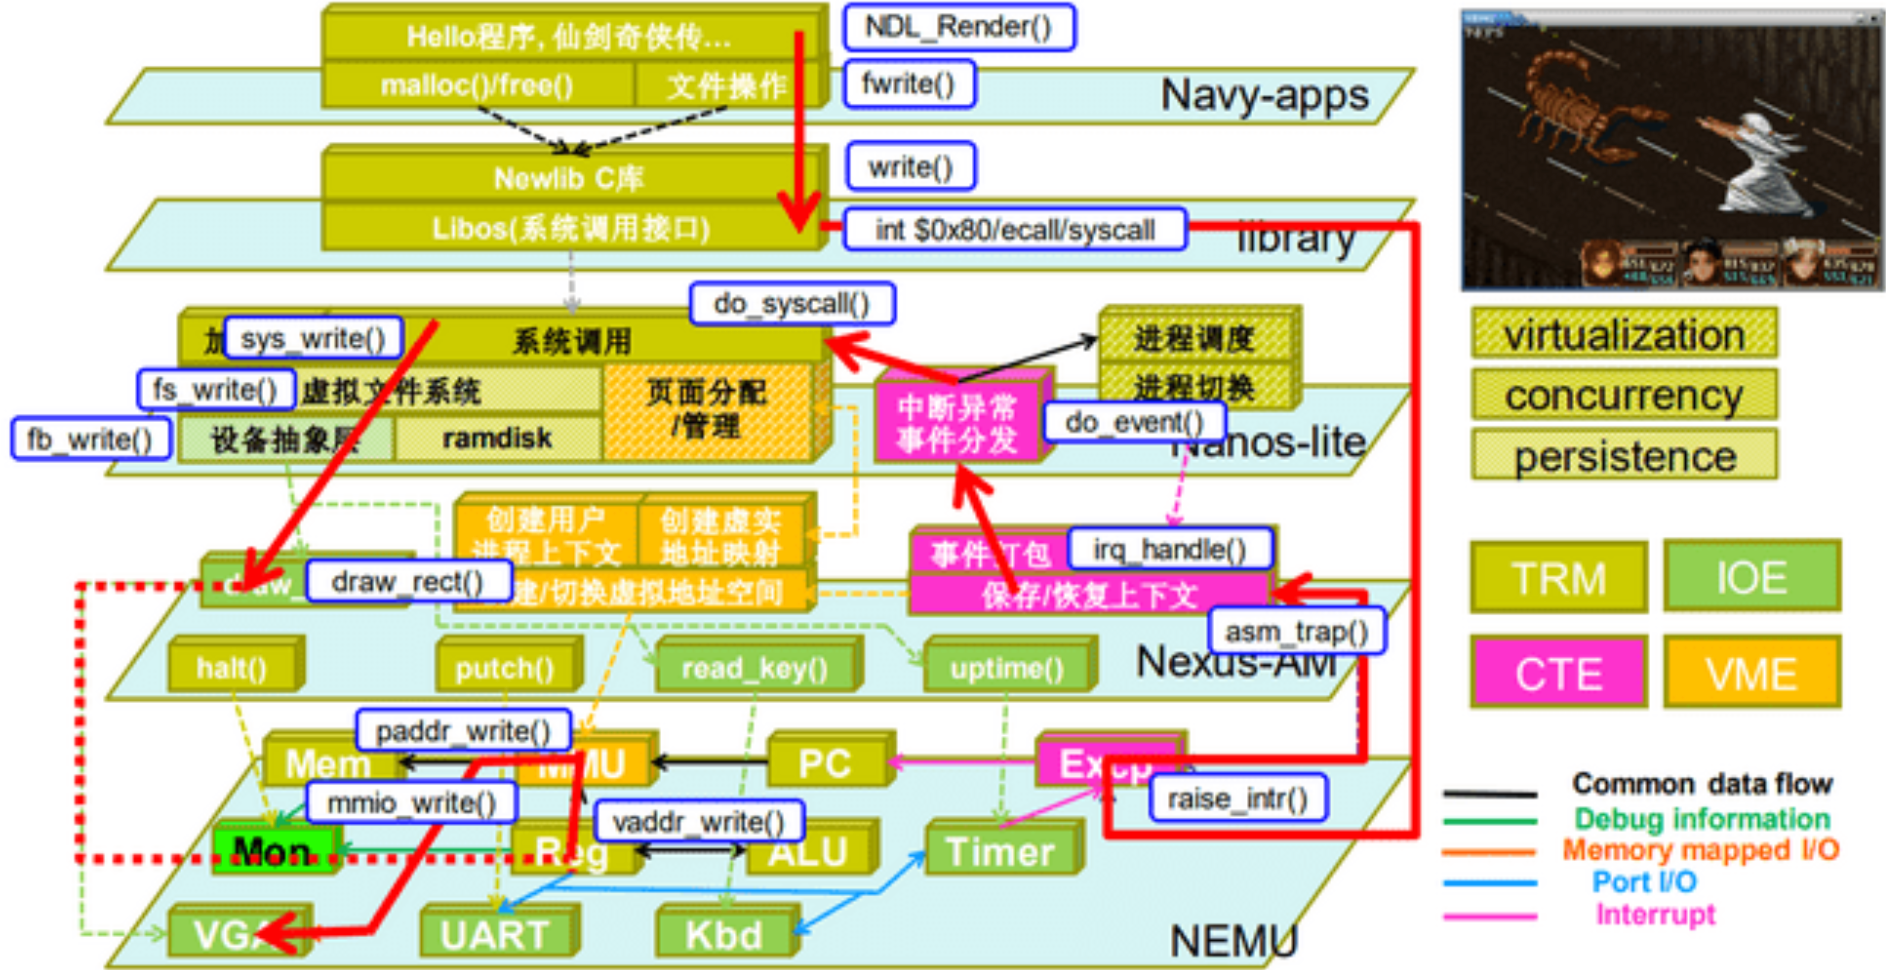 Hello程序, 仙剑奇侠传...
NDL_Render()
malloc()/free()
文件操作
fwrite()
Navy-apps
Newlib C库
write()
Libos(系统调用接口)
int $0x80/ecall/syscall
library
do_syscall()
sys_write()
系统调用
进程调度
fs_write()
虚拟文件系统
页面分配
/管理
中断异常
事件分发
进程切换
do_event()
fb_write()
设备抽象层
ramdisk
Nanos-lite
创建用户
进程上下文
创建虚实
地址映射
事件打包
irq_handle()
draw_
draw_rect()
建/切换虚拟地址空间
保存/恢复上下文
asm_trap()
halt()
putch()
read_key()
uptime()
Nexus-AM
paddr_write()
Mem
MMU
PC
Excp
mmio_write()
vaddr_write()
raise_intr()
Mon
Reg
ALU
Timer
VGA
UART
Kbd
NEMU
virtualization
concurrency
persistence
TRM
IOE
CTE
VME
Common data flow
Debug information
Memory mapped I/O
Port I/O
Interrupt